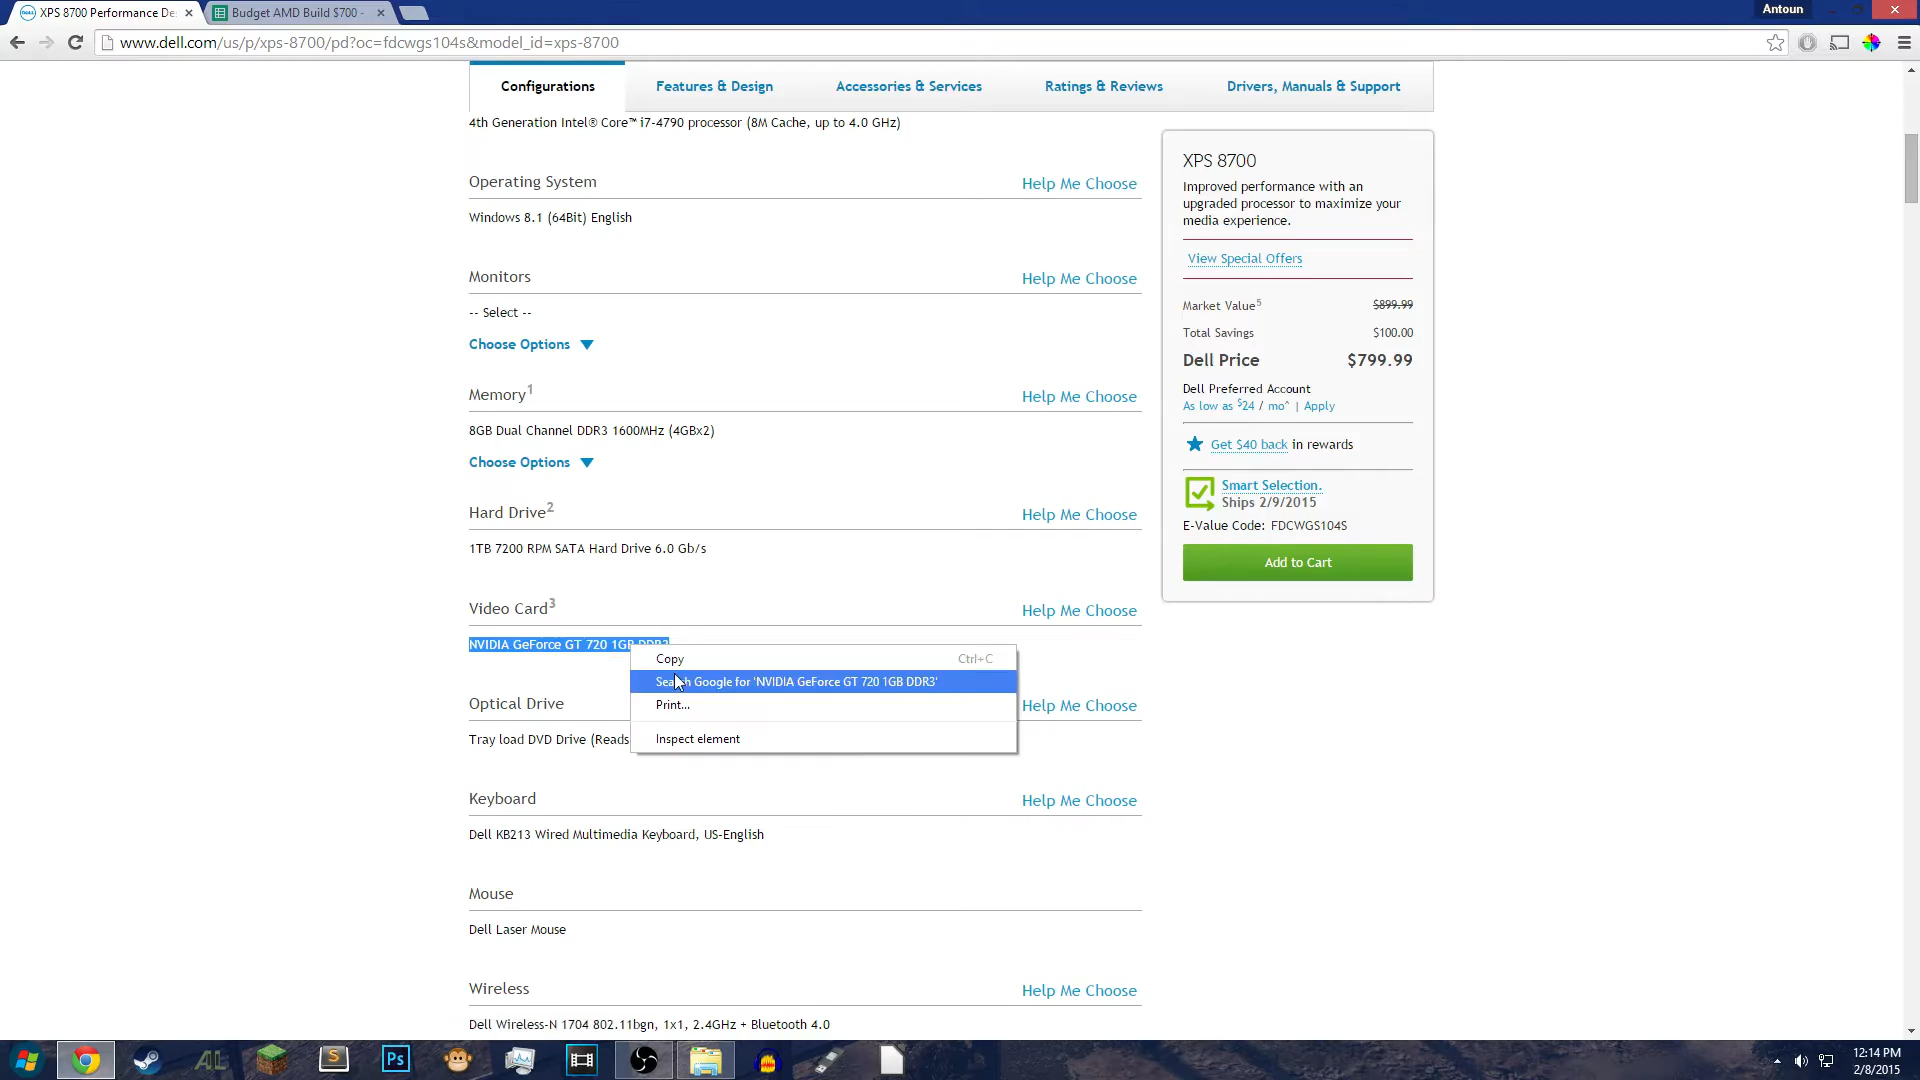 XPS 8700 Performance De
Budget AMD Build $700 -
Antoun
www.dell.com/us/p/xps-8700/pd?oc=fdcwgs104s&model_id=xps-8700
Configurations
Features & Design
Accessories & Services
Ratings & Reviews
Drivers, Manuals & Support
4th Generation Intel® Core™ i7-4790 processor (8M Cache, up to 4.0 GHz)
Operating System
Help Me Choose
Windows 8.1 (64Bit) English
Monitors
Help Me Choose
-- Select --
Choose Options
Memory1
Help Me Choose
8GB Dual Channel DDR3 1600MHz (4GBx2)
Choose Options
Hard Drive2
Help Me Choose
1TB 7200 RPM SATA Hard Drive 6.0 Gb/s
Video Card3
Help Me Choose
NVIDIA GeForce GT 720 1GB DDR3
Copy Ctrl+C
Search Google for 'NVIDIA GeForce GT 720 1GB DDR3'
Print...
Inspect element
Optical Drive
Help Me Choose
Tray load DVD Drive (Reads
Keyboard
Help Me Choose
Dell KB213 Wired Multimedia Keyboard, US-English
Mouse
Dell Laser Mouse
Wireless
Help Me Choose
Dell Wireless-N 1704 802.11bgn, 1x1, 2.4GHz + Bluetooth 4.0
XPS 8700
Improved performance with an
upgraded processor to maximize your
media experience.
View Special Offers
Market Value5 $899.99
Total Savings $100.00
Dell Price $799.99
Dell Preferred Account
As low as $24 / mo^ | Apply
Get $40 back in rewards
Smart Selection.
Ships 2/9/2015
E-Value Code: FDCWGS104S
Add to Cart
AL
S
Ps
12:14 PM
2/8/2015